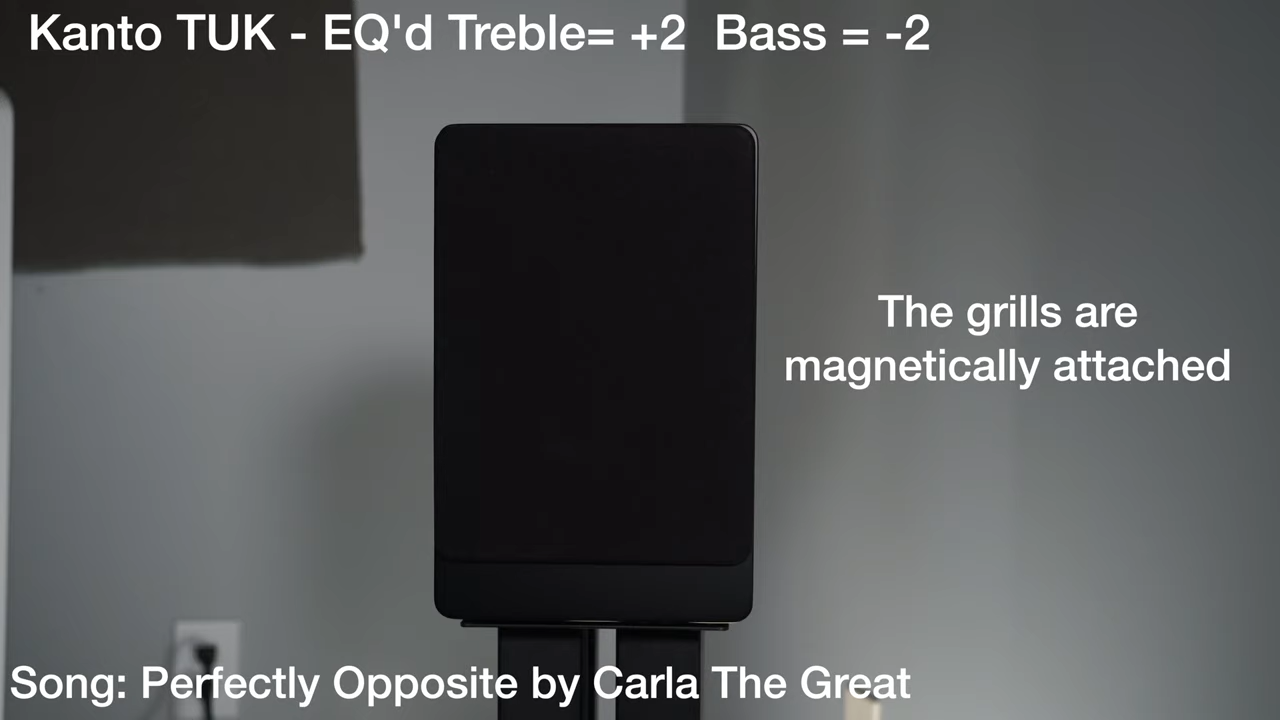 Kanto TUK - EQ'd Treble= +2 Bass = -2
The grills are
magnetically attached
Song: Perfectly Opposite by Carla The Great